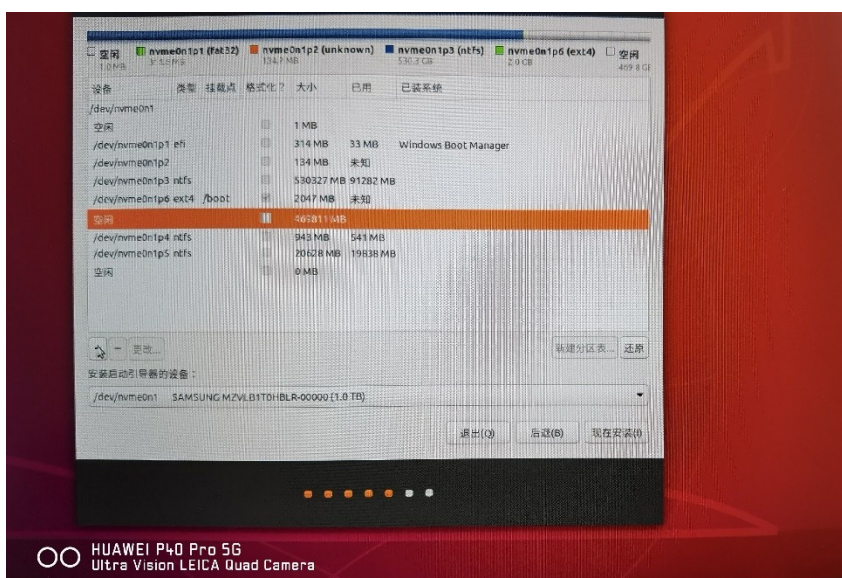 空闲 nvme0n1p1 (fat32) nvme0n1p2 (unknown) nvme0n1p3 (ntfs) nvme0n1p6 (ext4) 空闲
1.0 MB 134.2 MB 530.3 GB 2.0 GB 469.8 GB
设备 类型 挂载点 格式化? 大小 已用 已装系统
/dev/nvme0n1
空闲 1 MB
/dev/nvme0n1p1 efi 314 MB 33 MB Windows Boot Manager
/dev/nvme0n1p2 134 MB 未知
/dev/nvme0n1p3 ntfs 530327 MB 91282 MB
/dev/nvme0n1p6 ext4 /boot 2047 MB 未知
空闲 469811 MB
/dev/nvme0n1p4 ntfs 943 MB 541 MB
/dev/nvme0n1p5 ntfs 20628 MB 19838 MB
空闲 0 MB
+ - 更改... 新建分区表... 还原
安装启动引导器的设备:
/dev/nvme0n1 SAMSUNG MZVLB1T0HBLR-00000 (1.0 TB)
退出(Q) 后退(B) 现在安装(I)
HUAWEI P40 Pro 5G
Ultra Vision LEICA Quad Camera